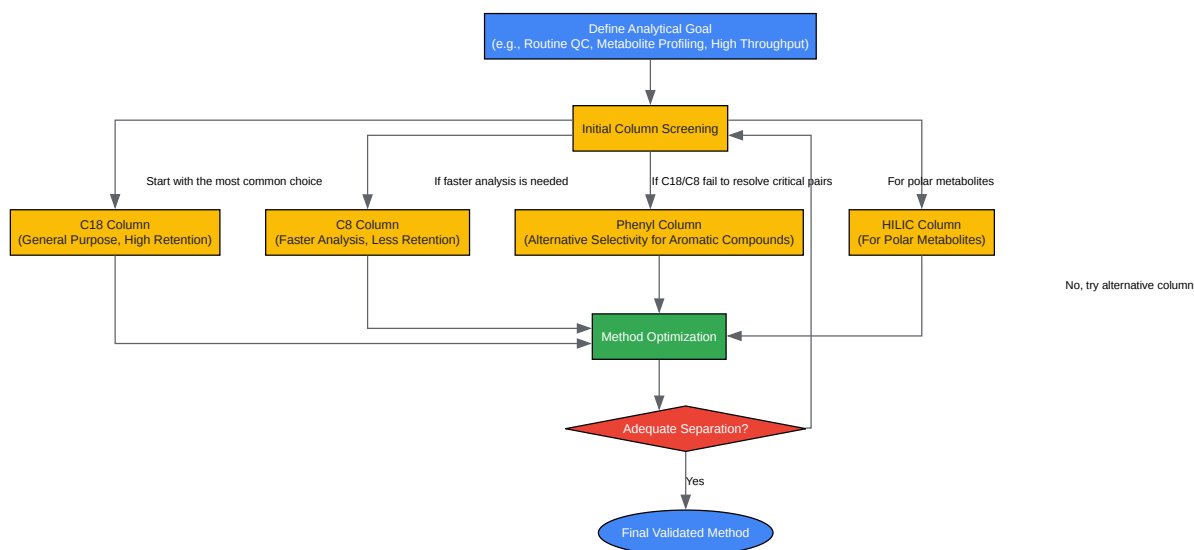 Define Analytical Goal
(e.g., Routine QC, Metabolite Profiling, High Throughput)
Initial Column Screening
Start with the most common choice
If faster analysis is needed
If C18/C8 fail to resolve critical pairs
For polar metabolites
C18 Column
(General Purpose, High Retention)
C8 Column
(Faster Analysis, Less Retention)
Phenyl Column
(Alternative Selectivity for Aromatic Compounds)
HILIC Column
(For Polar Metabolites)
No, try alternative column
Method Optimization
Adequate Separation?
Yes
Final Validated Method